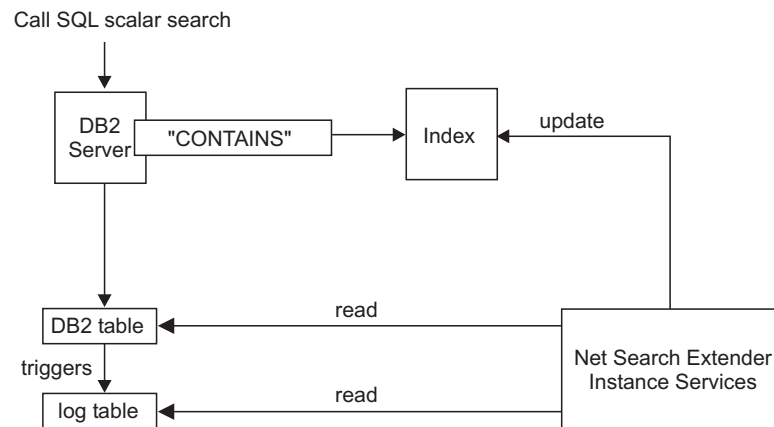 Call SQL scalar search
DB2
Server
"CONTAINS"
Index
update
DB2 table
read
triggers
Net Search Extender
Instance Services
log table
read